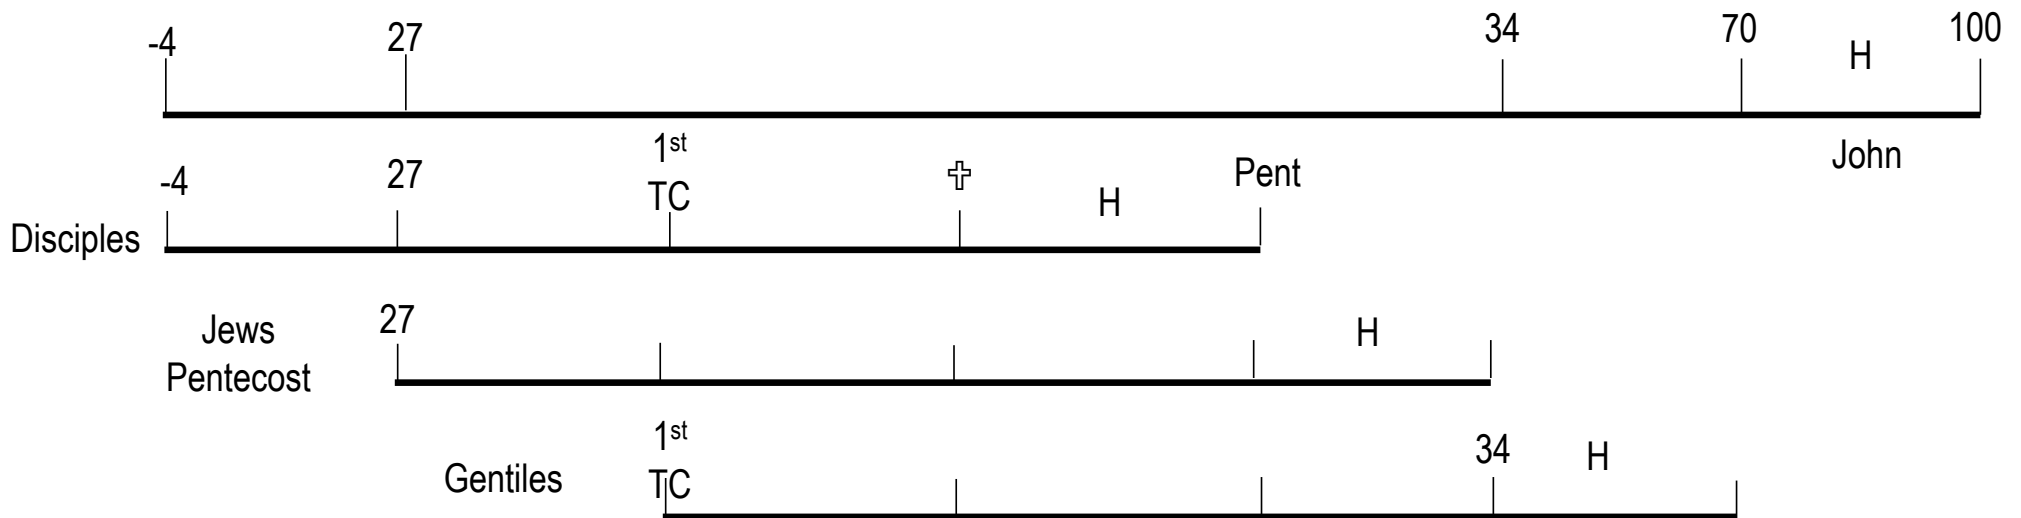 -4 27 34 70 H 100
1st John
-4 27 TC ✞ H Pent
Disciples
Jews 27 H
Pentecost
1st 34 H
Gentiles TC